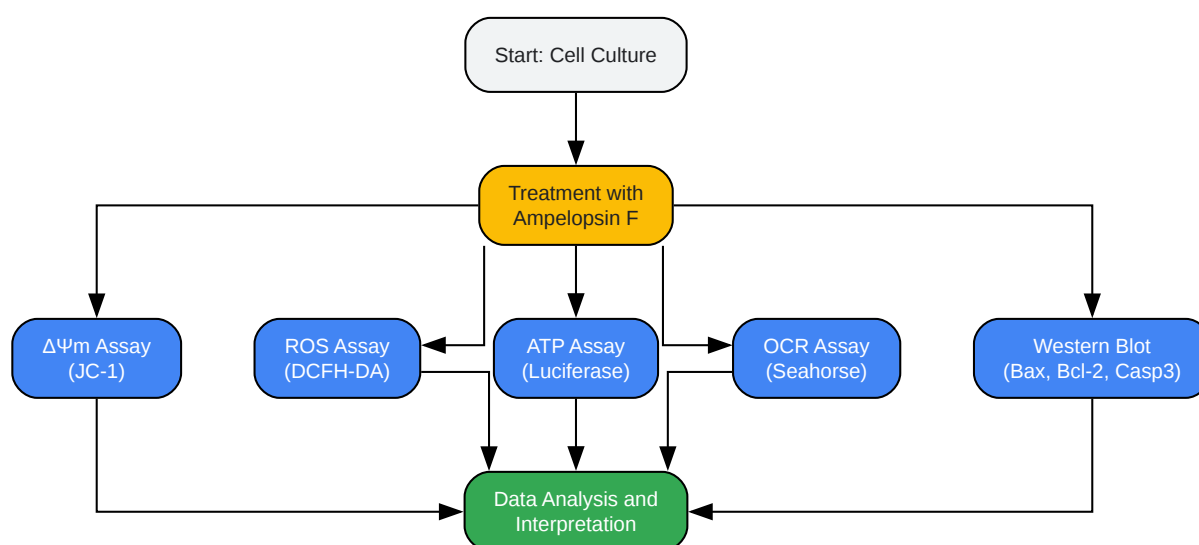 Start: Cell Culture
Treatment with
Ampelopsin F
ΔΨm Assay
(JC-1)
ROS Assay
(DCFH-DA)
ATP Assay
(Luciferase)
OCR Assay
(Seahorse)
Western Blot
(Bax, Bcl-2, Casp3)
Data Analysis and
Interpretation